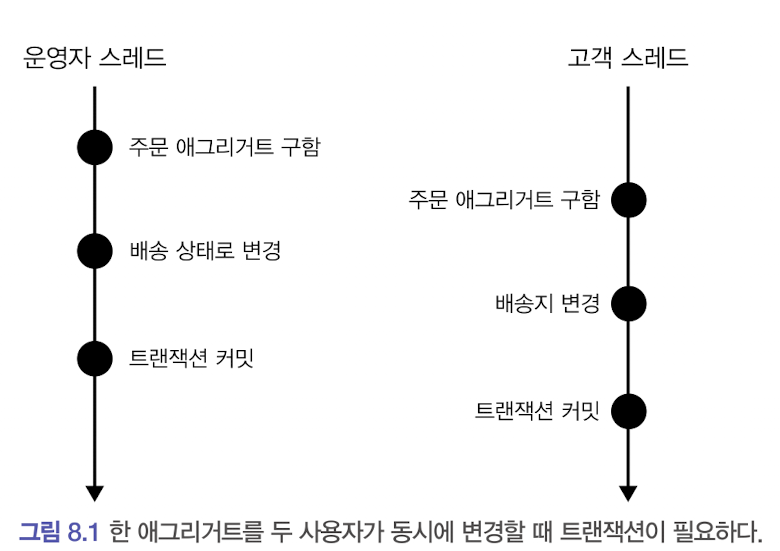 운영자 스레드
고객 스레드
주문 애그리거트 구함
주문 애그리거트 구함
배송 상태로 변경
배송지 변경
트랜잭션 커밋
트랜잭션 커밋
그림 8.1 한 애그리거트를 두 사용자가 동시에 변경할 때 트랜잭션이 필요하다.